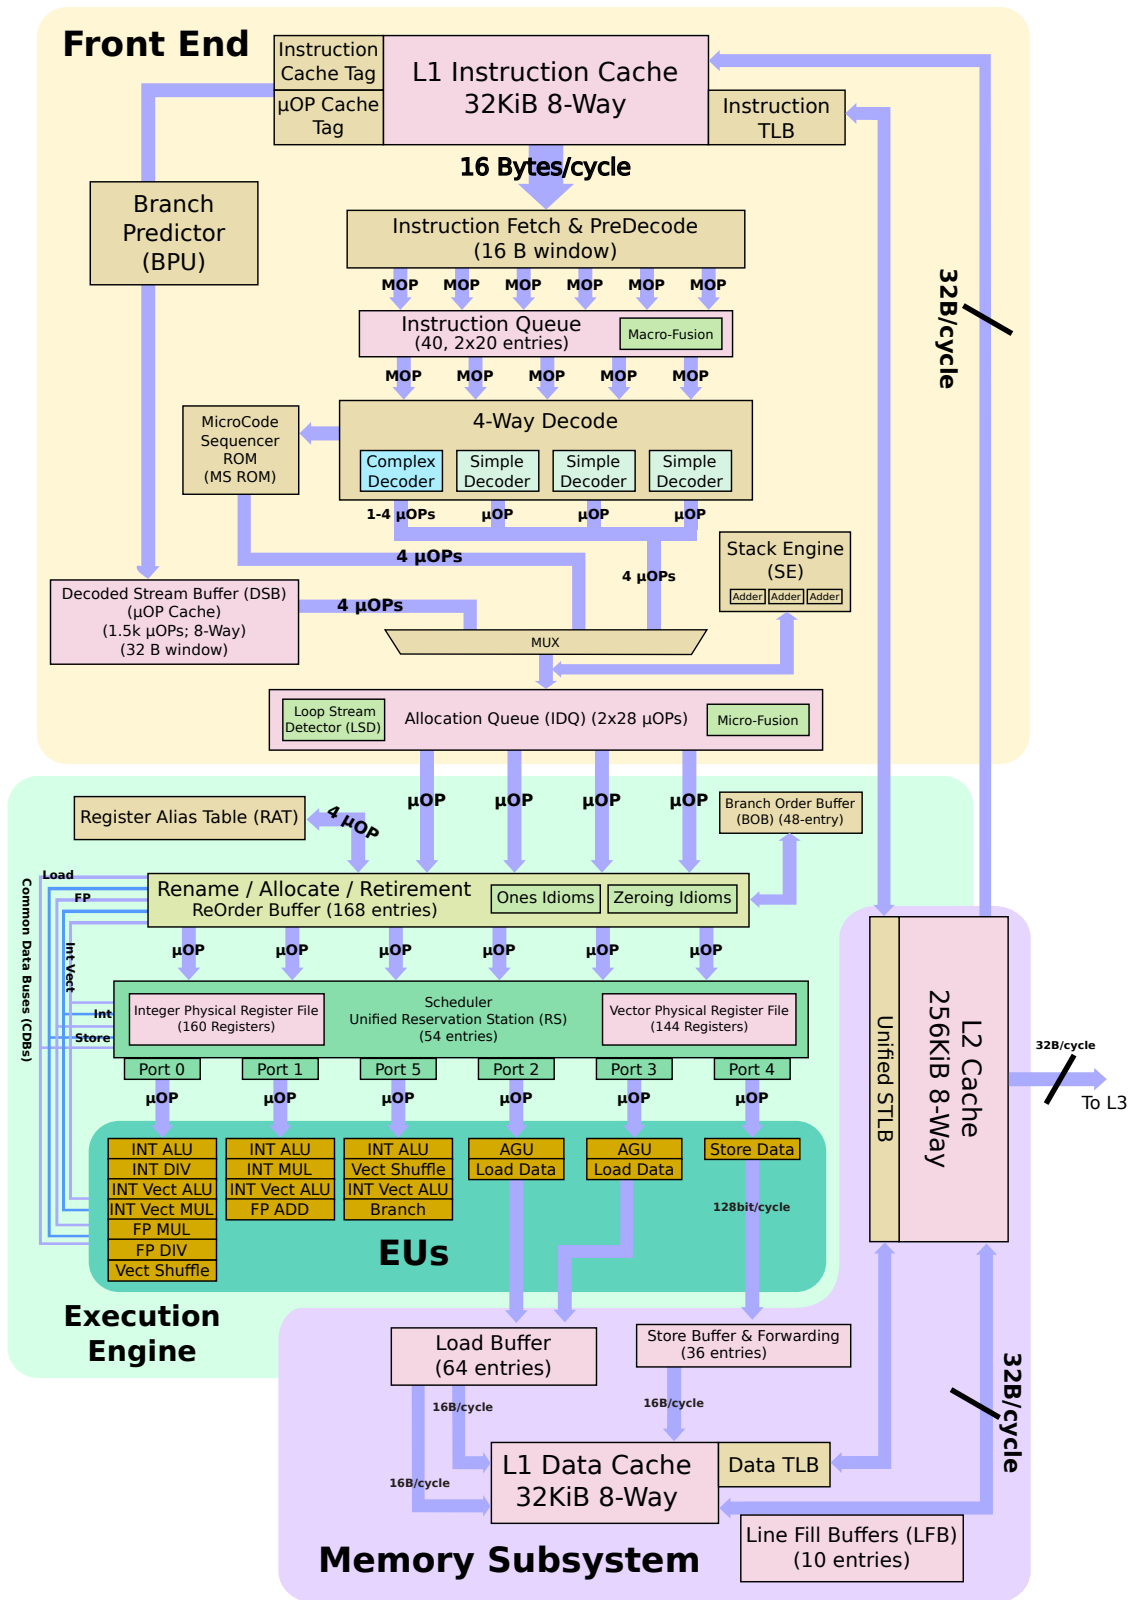 Front End
Instruction
Cache Tag
µOP Cache
Tag
L1 Instruction Cache
32KiB 8-Way
Instruction
TLB
16 Bytes/cycle
Branch
Predictor
(BPU)
Instruction Fetch & PreDecode
(16 B window)
MOP MOP MOP MOP MOP MOP
32B/cycle
Instruction Queue
(40, 2x20 entries)
Macro-Fusion
MOP MOP MOP MOP MOP
MicroCode
Sequencer
ROM
(MS ROM)
4-Way Decode
Complex
Decoder
Simple
Decoder
Simple
Decoder
Simple
Decoder
1-4 µOPs µOP µOP µOP
4 µOPs
4 µOPs
Stack Engine
(SE)
Adder Adder Adder
Decoded Stream Buffer (DSB)
(µOP Cache)
(1.5k µOPs; 8-Way)
(32 B window)
4 µOPs
MUX
Loop Stream
Detector (LSD)
Allocation Queue (IDQ) (2x28 µOPs)
Micro-Fusion
µOP µOP µOP µOP
Register Alias Table (RAT)
4 µOP
Branch Order Buffer
(BOB) (48-entry)
Rename / Allocate / Retirement
ReOrder Buffer (168 entries)
Ones Idioms
Zeroing Idioms
Common Data Buses (CDBs)
Load
FP
Int Vect
Int
Store
µOP µOP µOP µOP µOP µOP
Integer Physical Register File
(160 Registers)
Scheduler
Unified Reservation Station (RS)
(54 entries)
Vector Physical Register File
(144 Registers)
Port 0 Port 1 Port 5 Port 2 Port 3 Port 4
µOP µOP µOP µOP µOP µOP
INT ALU
INT DIV
INT Vect ALU
INT Vect MUL
FP MUL
FP DIV
Vect Shuffle
INT ALU
INT MUL
INT Vect ALU
FP ADD
INT ALU
Vect Shuffle
INT Vect ALU
Branch
AGU
Load Data
AGU
Load Data
Store Data
128bit/cycle
EUs
Execution
Engine
Unified STLB
L2 Cache
256KiB 8-Way
32B/cycle
To L3
Load Buffer
(64 entries)
Store Buffer & Forwarding
(36 entries)
16B/cycle
16B/cycle
16B/cycle
32B/cycle
L1 Data Cache
32KiB 8-Way
Data TLB
Line Fill Buffers (LFB)
(10 entries)
Memory Subsystem